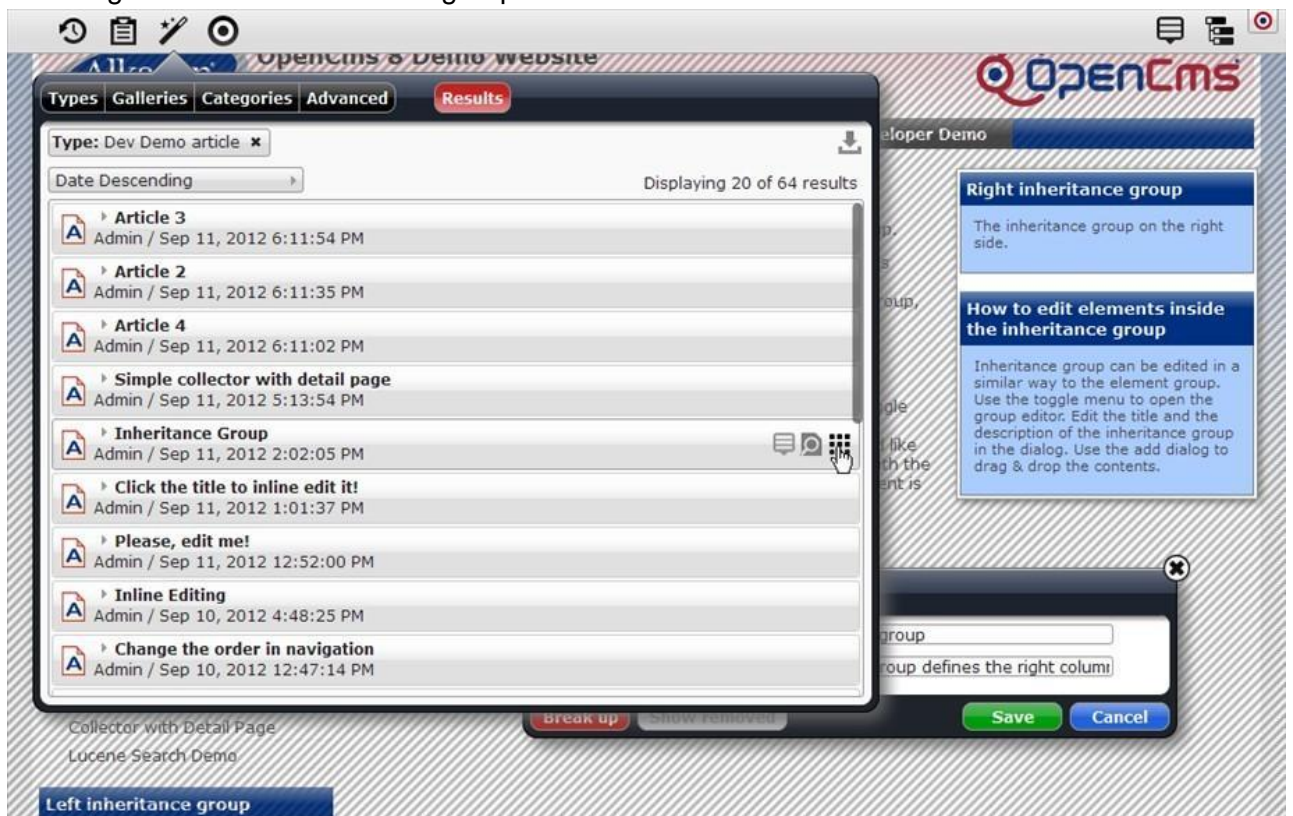 OpenCms 8 Demo Website
OpenCms
Types Galleries Categories Advanced Results
Type: Dev Demo article ✖
Date Descending
Displaying 20 of 64 results
Article 3
Admin / Sep 11, 2012 6:11:54 PM
Article 2
Admin / Sep 11, 2012 6:11:35 PM
Article 4
Admin / Sep 11, 2012 6:11:02 PM
Simple collector with detail page
Admin / Sep 11, 2012 5:13:54 PM
Inheritance Group
Admin / Sep 11, 2012 2:02:05 PM
Click the title to inline edit it!
Admin / Sep 11, 2012 1:01:37 PM
Please, edit me!
Admin / Sep 11, 2012 12:52:00 PM
Inline Editing
Admin / Sep 10, 2012 4:48:25 PM
Change the order in navigation
Admin / Sep 10, 2012 12:47:14 PM
eloper Demo
oup,
like
th the
ent is
Right inheritance group
The inheritance group on the right
side.
How to edit elements inside
the inheritance group
Inheritance group can be edited in a
similar way to the element group.
Use the toggle menu to open the
group editor. Edit the title and the
description of the inheritance group
in the dialog. Use the add dialog to
drag & drop the contents.
group
roup defines the right column
Break up Show removed Save Cancel
Collector with Detail Page
Lucene Search Demo
Left inheritance group